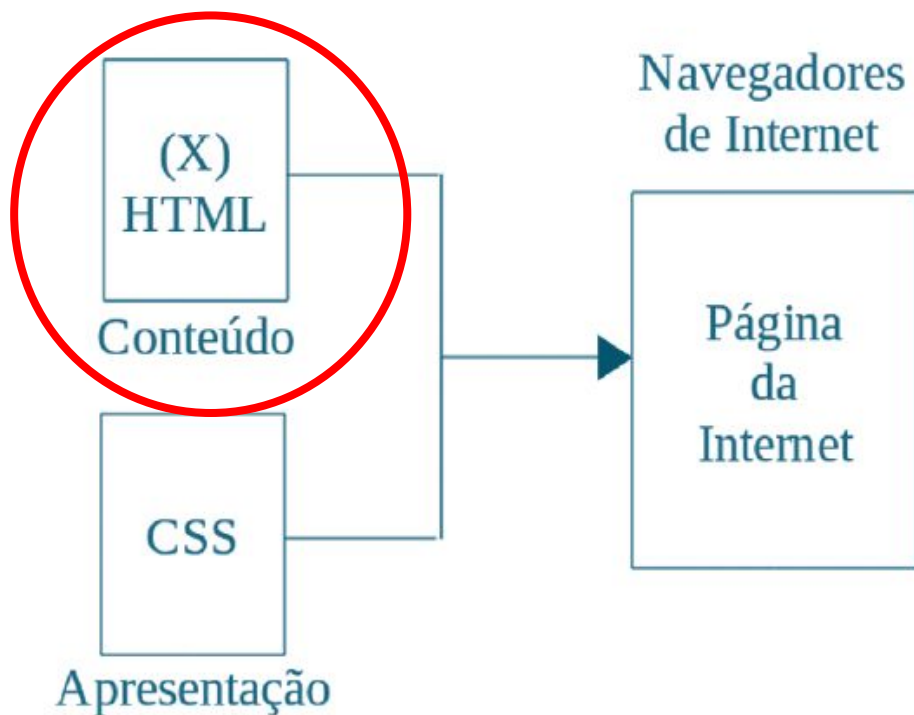 (X)
HTML
Conteúdo
CSS
Apresentação
Navegadores
de Internet
Página
da
Internet